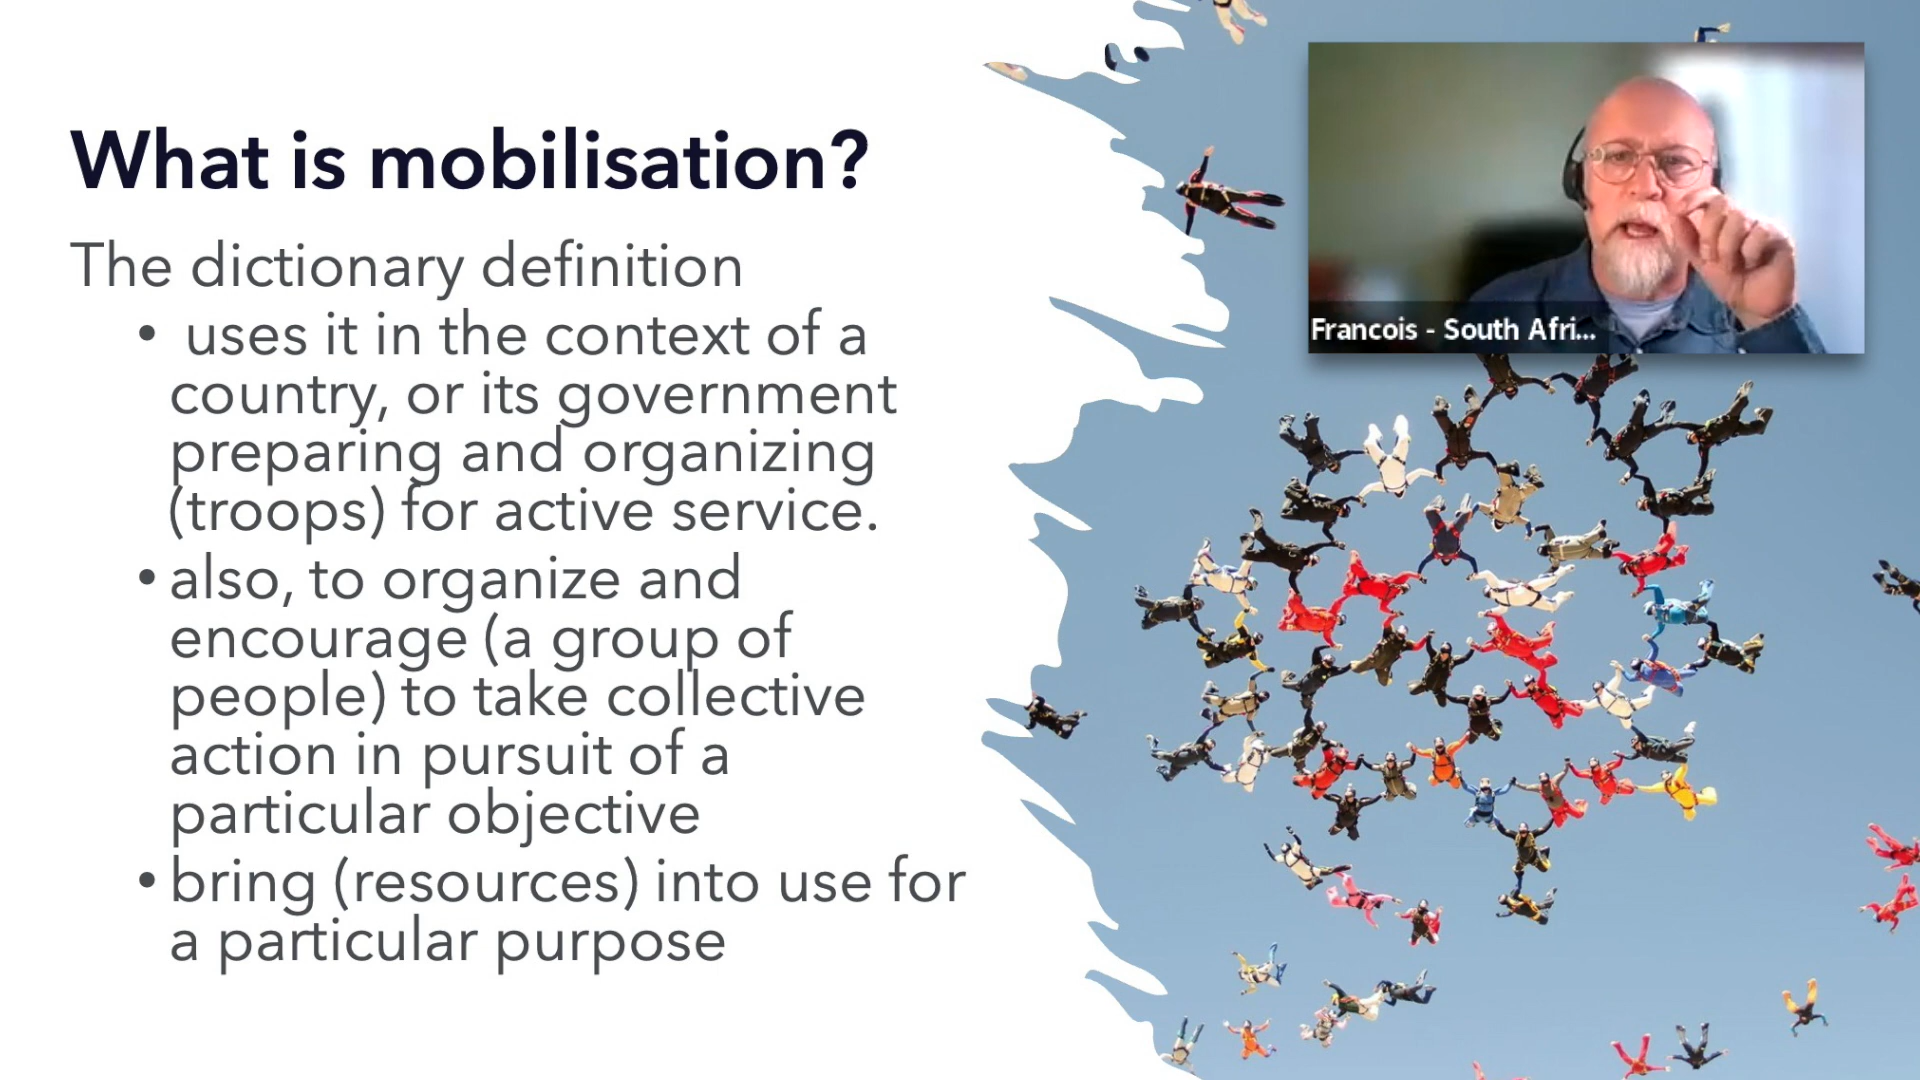 What is mobilisation?
The dictionary definition
• uses it in the context of a
country, or its government
preparing and organizing
(troops) for active service.
• also, to organize and
encourage (a group of
people) to take collective
action in pursuit of a
particular objective
• bring (resources) into use for
a particular purpose
Francois - South Afri...